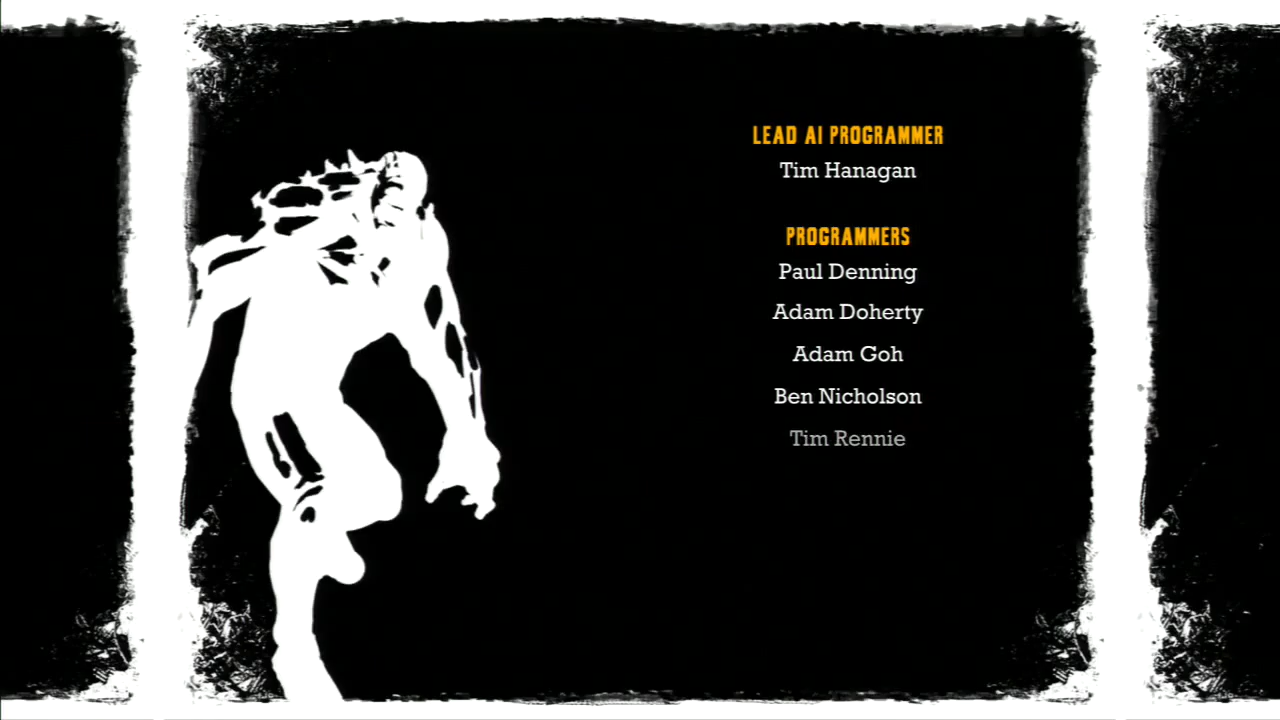 LEAD AI PROGRAMMER
Tim Hanagan
PROGRAMMERS
Paul Denning
Adam Doherty
Adam Goh
Ben Nicholson
Tim Rennie